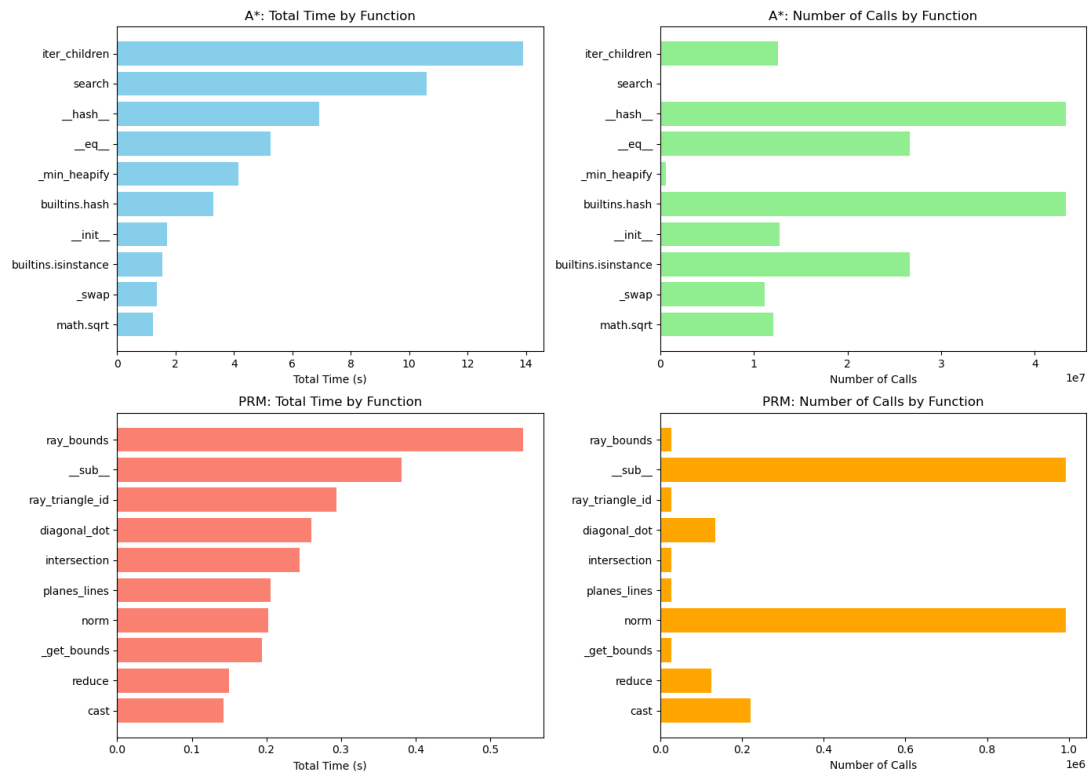 A*: Total Time by Function
iter_children
search
__hash__
__eq__
_min_heapify
builtins.hash
__init__
builtins.isinstance
_swap
math.sqrt
0 2 4 6 8 10 12 14
Total Time (s)
A*: Number of Calls by Function
iter_children
search
__hash__
__eq__
_min_heapify
builtins.hash
__init__
builtins.isinstance
_swap
math.sqrt
0 1 2 3 4
1e7
Number of Calls
PRM: Total Time by Function
ray_bounds
__sub__
ray_triangle_id
diagonal_dot
intersection
planes_lines
norm
_get_bounds
reduce
cast
0.0 0.1 0.2 0.3 0.4 0.5
Total Time (s)
PRM: Number of Calls by Function
ray_bounds
__sub__
ray_triangle_id
diagonal_dot
intersection
planes_lines
norm
_get_bounds
reduce
cast
0.0 0.2 0.4 0.6 0.8 1.0
1e6
Number of Calls